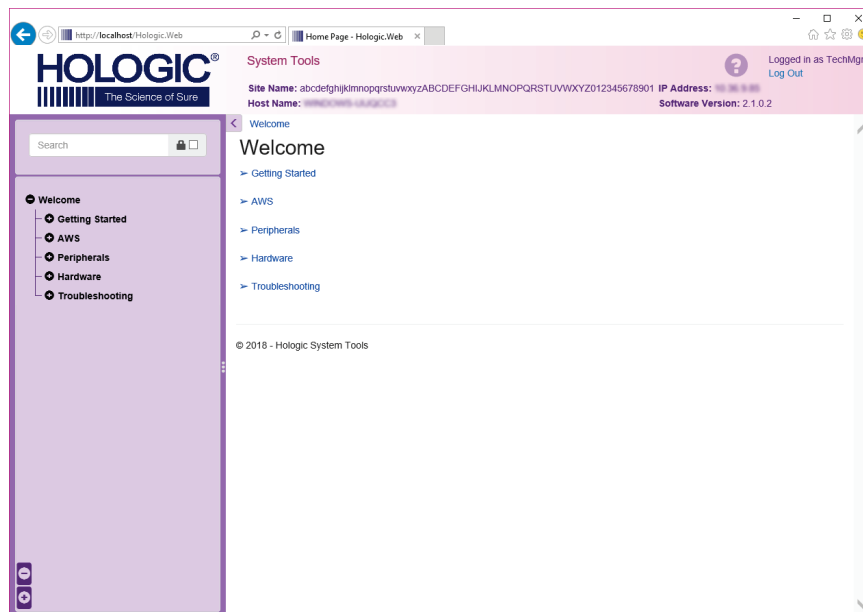 http://localhost/Hologic.Web
Home Page - Hologic.Web
HOLOGIC®
The Science of Sure
System Tools
Logged in as TechMgr
Log Out
Site Name: abcdefghijklmnopqrstuvwxyzABCDEFGHIJKLMNOPQRSTUVWXYZ012345678901 IP Address:
Host Name:
Software Version: 2.1.0.2
Search
Welcome
Getting Started
AWS
Peripherals
Hardware
Troubleshooting
Welcome
Welcome
➢ Getting Started
➢ AWS
➢ Peripherals
➢ Hardware
➢ Troubleshooting
© 2018 - Hologic System Tools